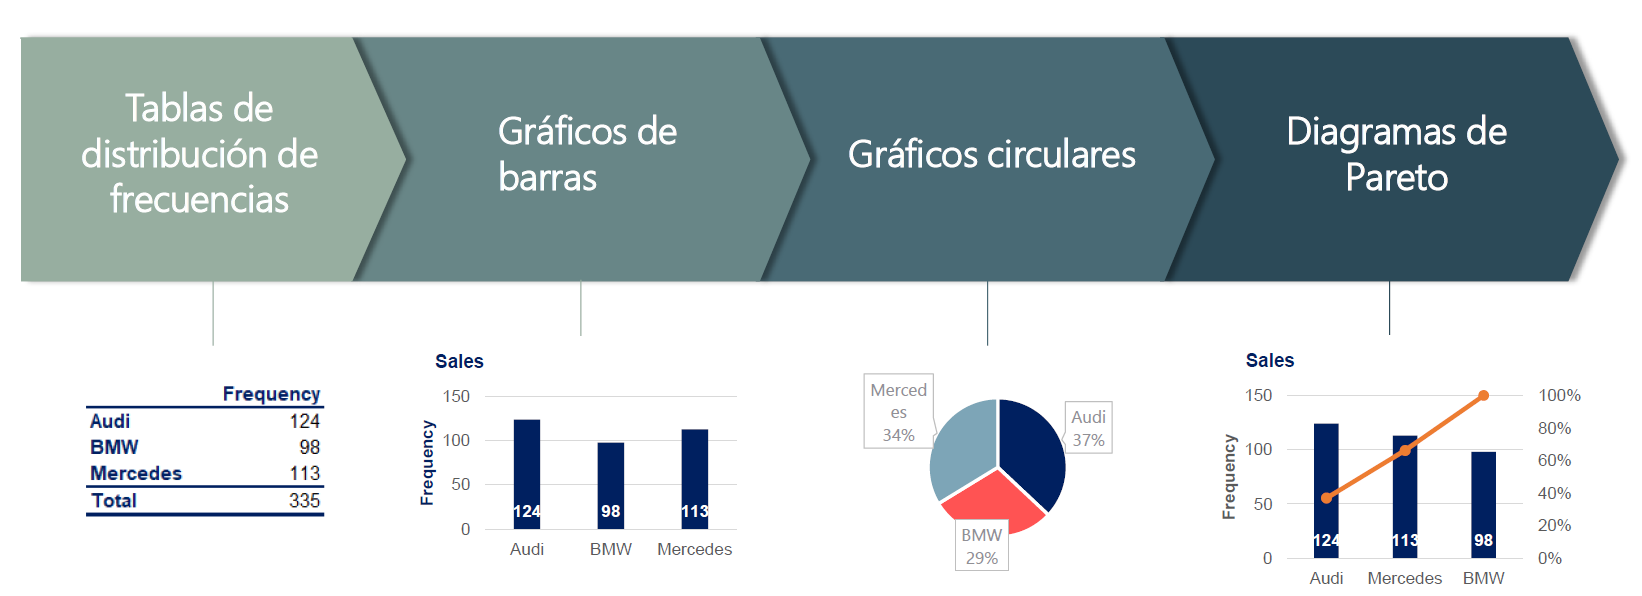 Tablas de
distribución de
frecuencias
Gráficos de
barras
Gráficos circulares
Diagramas de
Pareto
Frequency
Audi 124
BMW 98
Mercedes 113
Total 335
Sales
Frequency
150
100
50
0
124 98 113
Audi BMW Mercedes
Merced
es
34%
Audi
37%
BMW
29%
Sales
Frequency
150
100
50
0
100%
80%
60%
40%
20%
0%
124 113 98
Audi Mercedes BMW